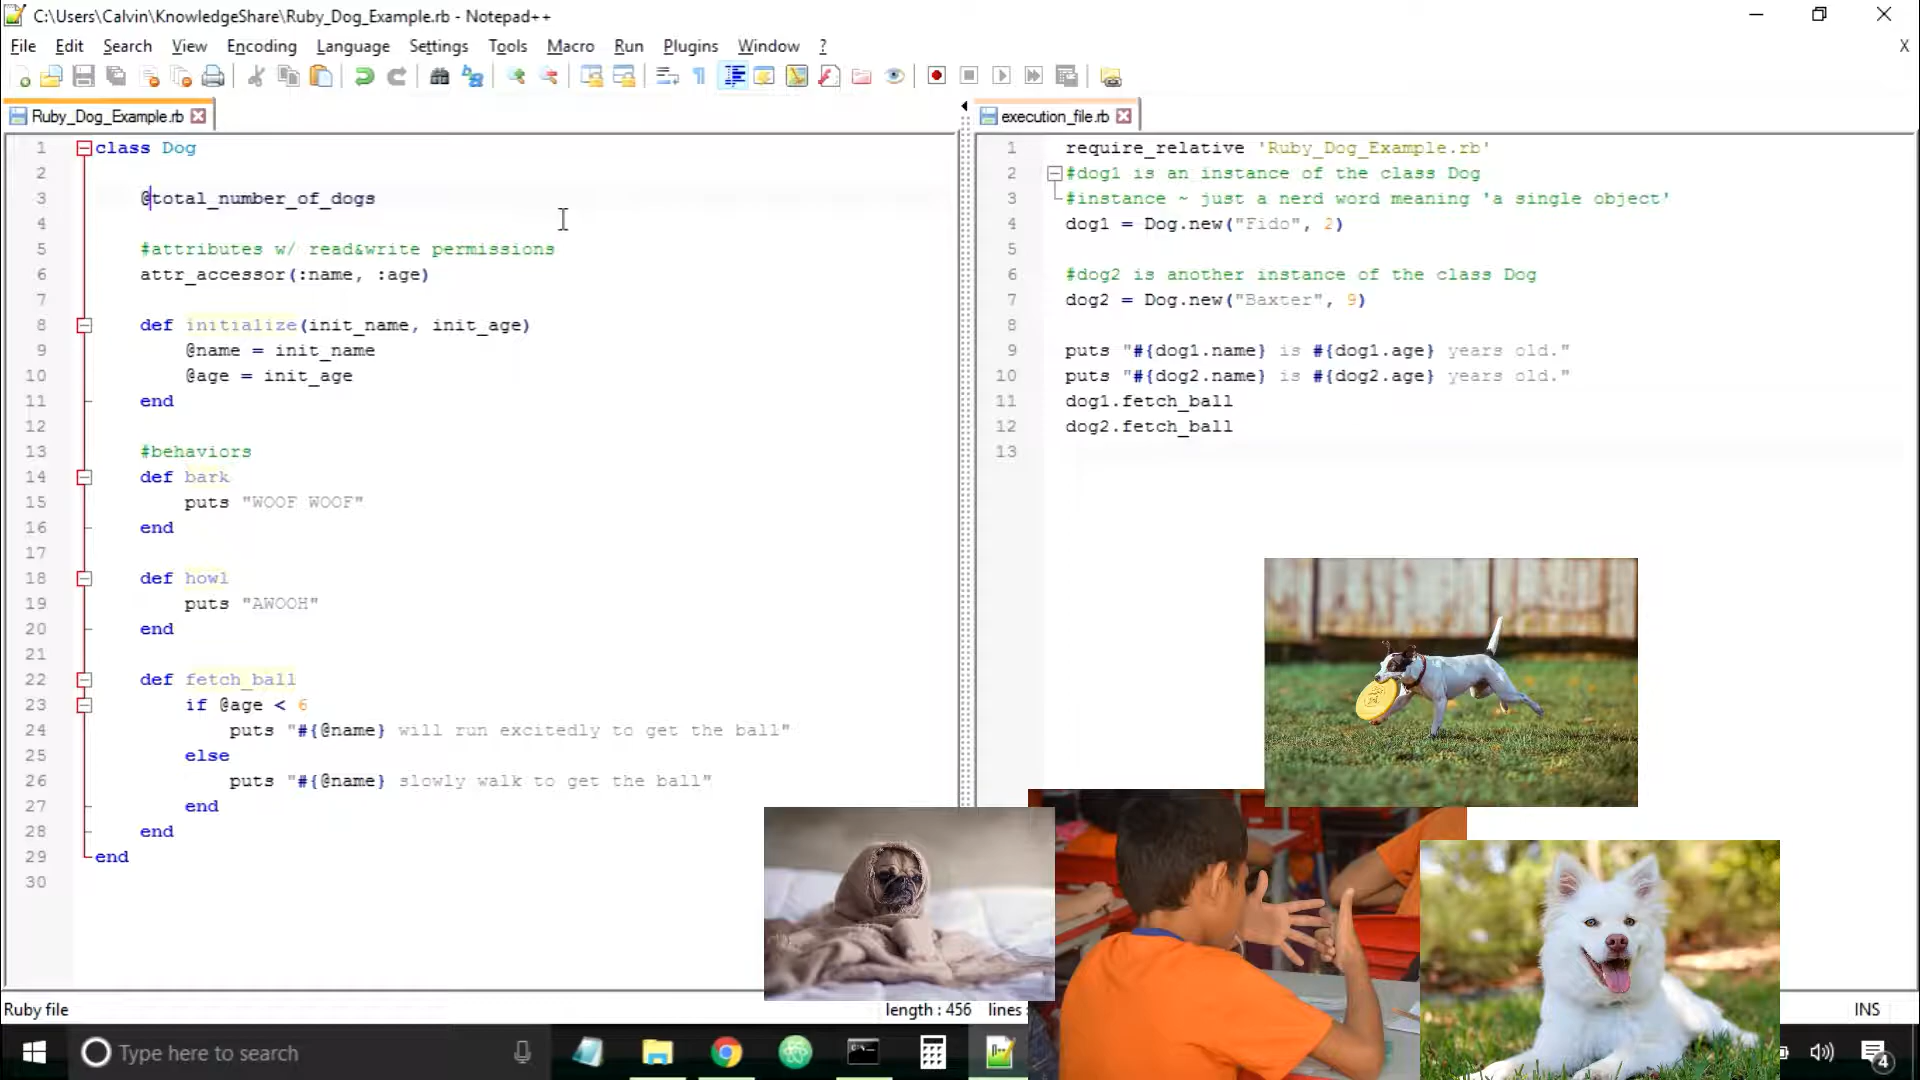 C:\Users\Calvin\KnowledgeShare\Ruby_Dog_Example.rb - Notepad++
File Edit Search View Encoding Language Settings Tools Macro Run Plugins Window ? X
Ruby_Dog_Example.rb
1 class Dog
2
3 @total_number_of_dogs
4
5 #attributes w/ read&write permissions
6 attr_accessor(:name, :age)
7
8 def initialize(init_name, init_age)
9 @name = init_name
10 @age = init_age
11 end
12
13 #behaviors
14 def bark
15 puts "WOOF WOOF"
16 end
17
18 def howl
19 puts "AWOOH"
20 end
21
22 def fetch_ball
23 if @age < 6
24 puts "#{@name} will run excitedly to get the ball"
25 else
26 puts "#{@name} slowly walk to get the ball"
27 end
28 end
29 end
30
execution_file.rb
1 require_relative 'Ruby_Dog_Example.rb'
2 #dog1 is an instance of the class Dog
3 #instance ~ just a nerd word meaning 'a single object'
4 dog1 = Dog.new("Fido", 2)
5
6 #dog2 is another instance of the class Dog
7 dog2 = Dog.new("Baxter", 9)
8
9 puts "#{dog1.name} is #{dog1.age} years old."
10 puts "#{dog2.name} is #{dog2.age} years old."
11 dog1.fetch_ball
12 dog2.fetch_ball
13
Ruby file length : 456 lines : INS
Type here to search 4